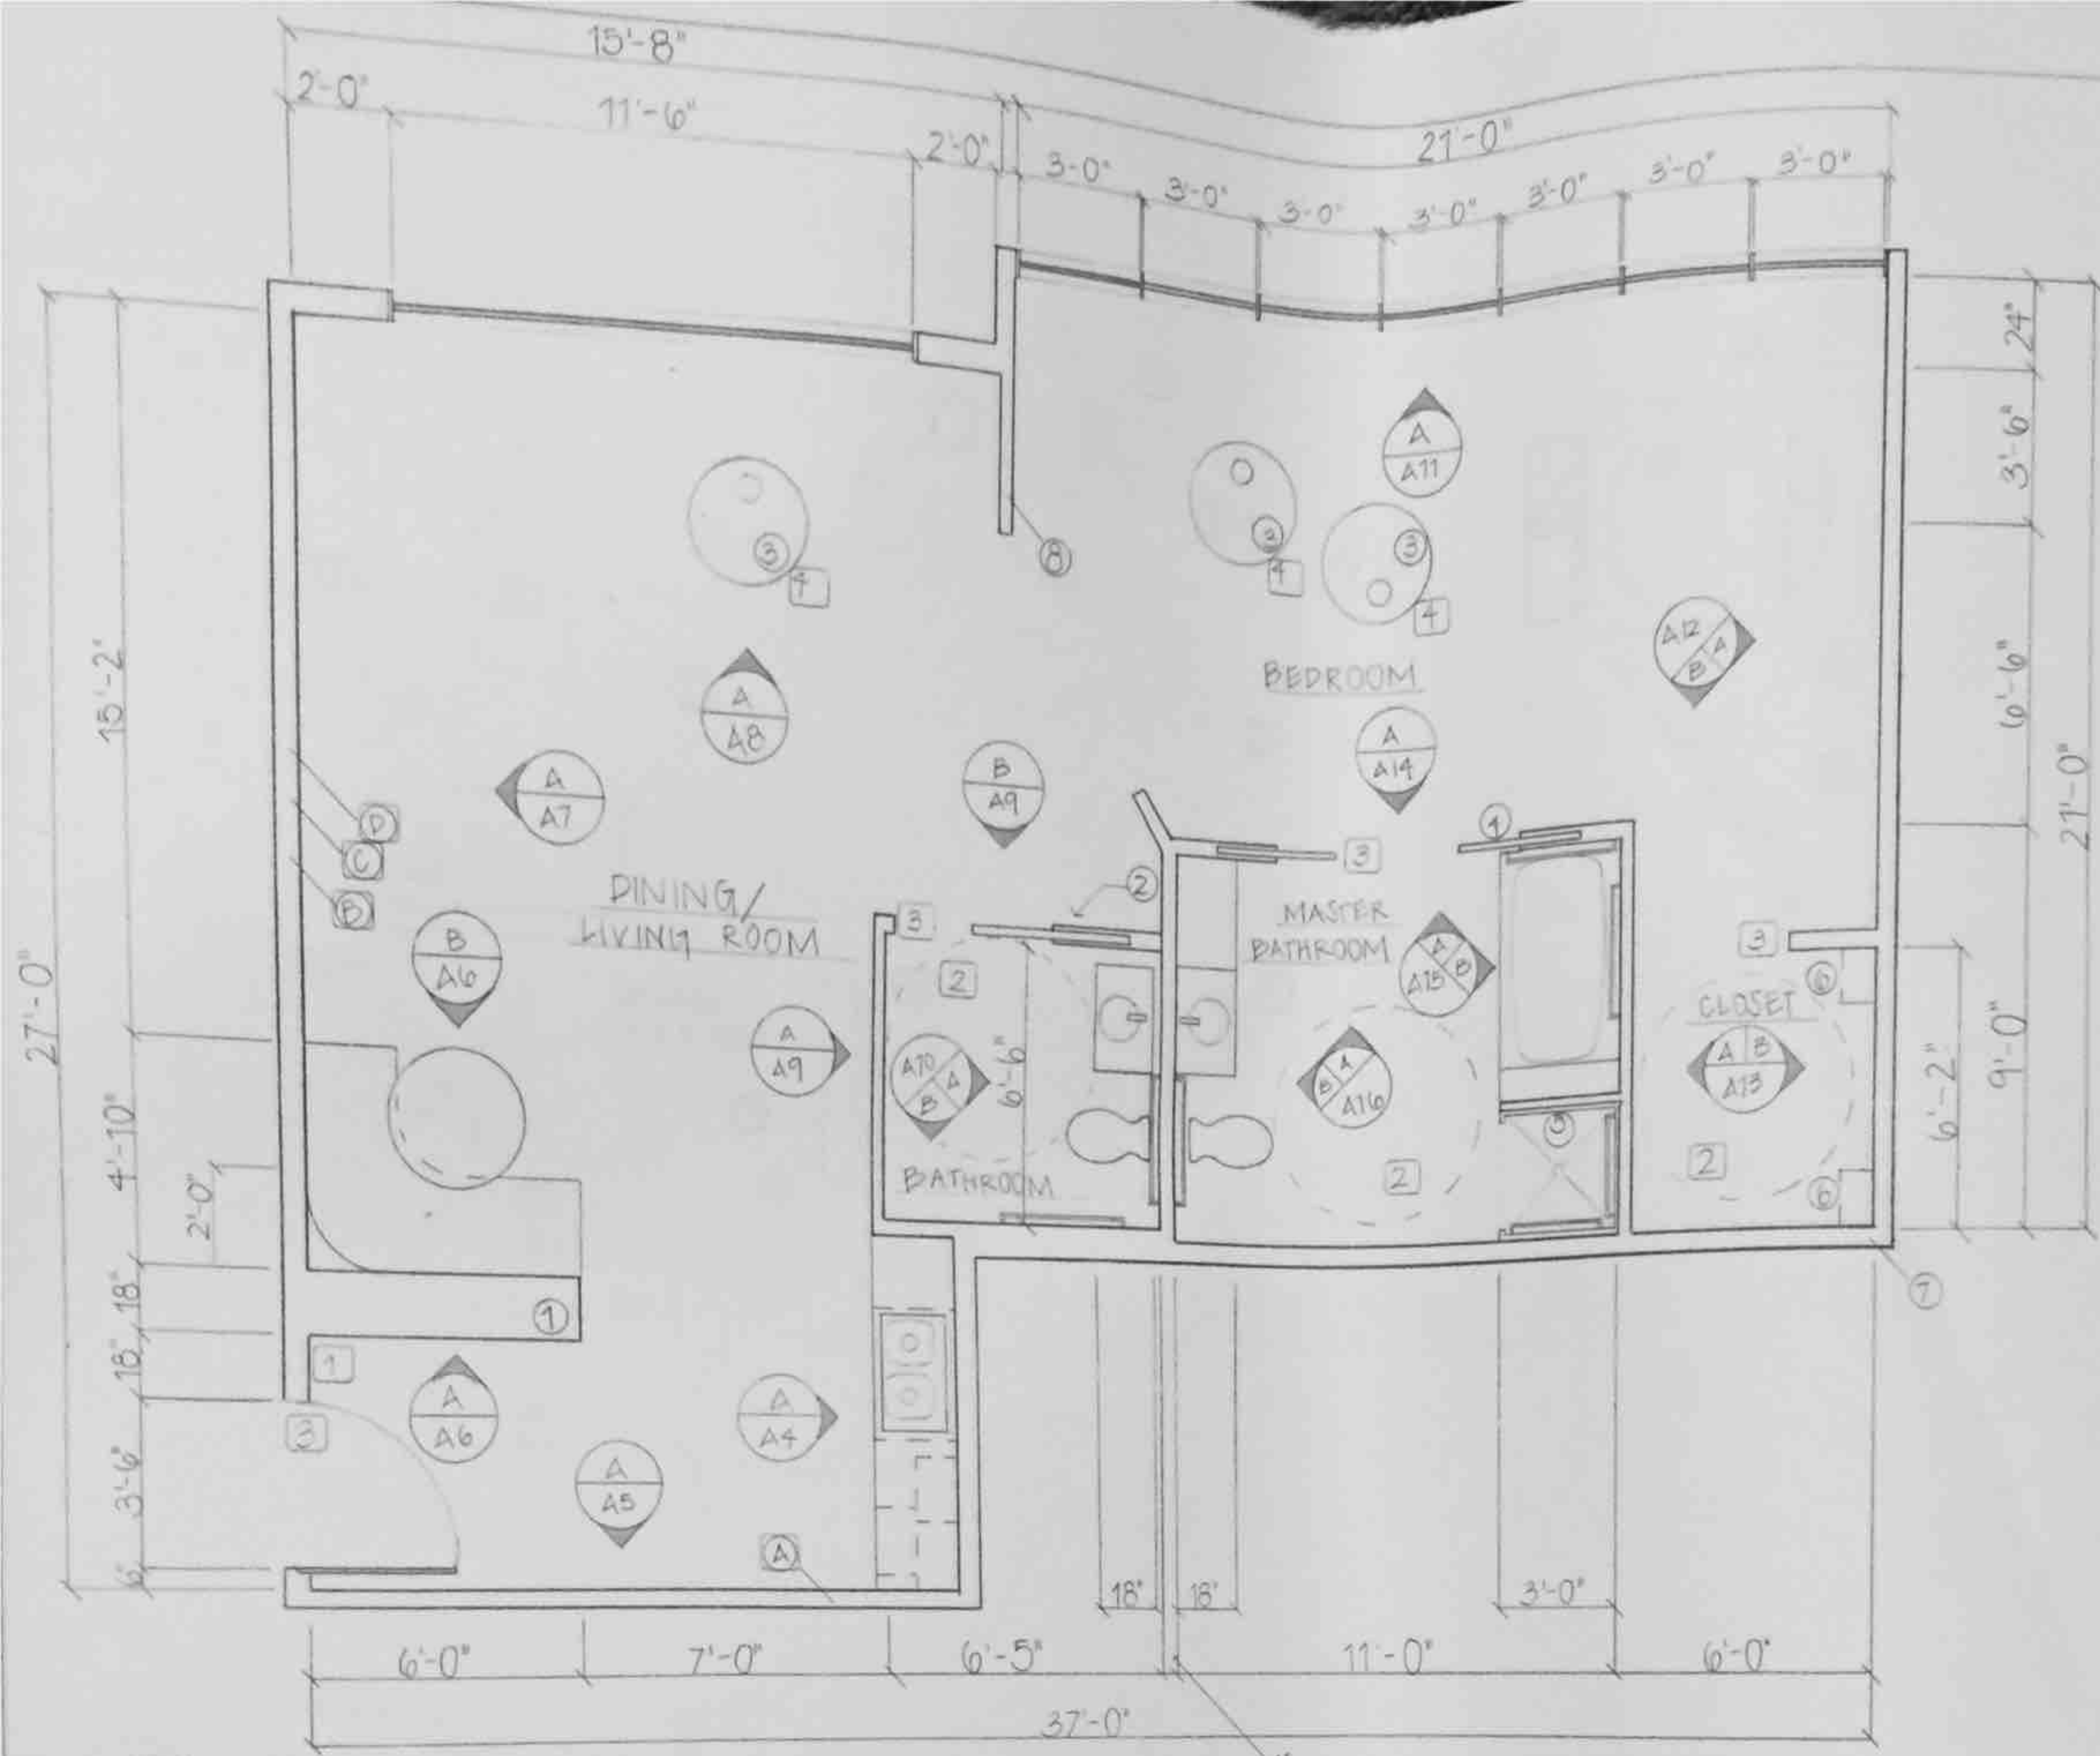 15'-8"
2'-0"
11'-6"
2'-0"
21'-0"
3-0"
3'-0"
3-0"
3'-0"
3'-0"
3'-0"
3'-0"
24"
3'-6"
6'-6"
21'-0"
9'-0"
6'-2"
27'-0"
15'-2"
4'-10"
2'-0"
18"
18"
3'-6"
6"
3
4
8
3
4
3
4
A
A11
A12
A
B
BEDROOM
A
A14
A
A8
A
A7
B
A9
D
C
B
DINING/
LIVING ROOM
B
A6
A
A9
3
2
2
A10
A
B
6'-6"
BATHROOM
3
4
MASTER
BATHROOM
A
B
A15
A
B
A16
2
5
3
6
CLOSET
A B
A13
2
6
7
1
1
3
A
A6
A
A4
A
A5
A
18"
18"
3'-0"
6'-0"
7'-0"
6'-5"
11'-0"
6'-0"
37'-0"